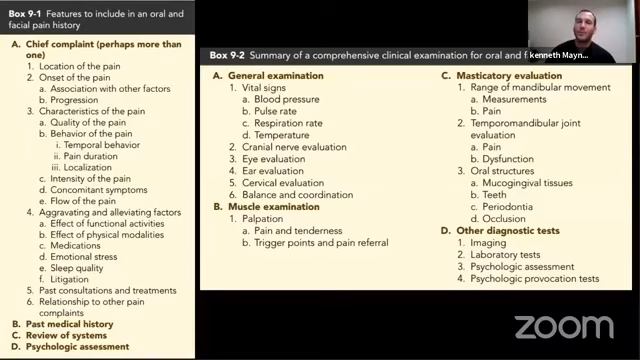 Box 9-1 Features to include in an oral and
facial pain history
A. Chief complaint (perhaps more than
one)
1. Location of the pain
2. Onset of the pain
a. Association with other factors
b. Progression
3. Characteristics of the pain
a. Quality of the pain
b. Behavior of the pain
i. Temporal behavior
ii. Pain duration
iii. Localization
c. Intensity of the pain
d. Concomitant symptoms
e. Flow of the pain
4. Aggravating and alleviating factors
a. Effect of functional activities
b. Effect of physical modalities
c. Medications
d. Emotional stress
e. Sleep quality
f. Litigation
5. Past consultations and treatments
6. Relationship to other pain
complaints
B. Past medical history
C. Review of systems
D. Psychologic assessment
Box 9-2 Summary of a comprehensive clinical examination for oral and f
A. General examination
1. Vital signs
a. Blood pressure
b. Pulse rate
c. Respiration rate
d. Temperature
2. Cranial nerve evaluation
3. Eye evaluation
4. Ear evaluation
5. Cervical evaluation
6. Balance and coordination
B. Muscle examination
1. Palpation
a. Pain and tenderness
b. Trigger points and pain referral
C. Masticatory evaluation
1. Range of mandibular movement
a. Measurements
b. Pain
2. Temporomandibular joint
evaluation
a. Pain
b. Dysfunction
3. Oral structures
a. Mucogingival tissues
b. Teeth
c. Periodontia
d. Occlusion
D. Other diagnostic tests
1. Imaging
2. Laboratory tests
3. Psychologic assessment
4. Psychologic provocation tests
kenneth Mayn...
zoom